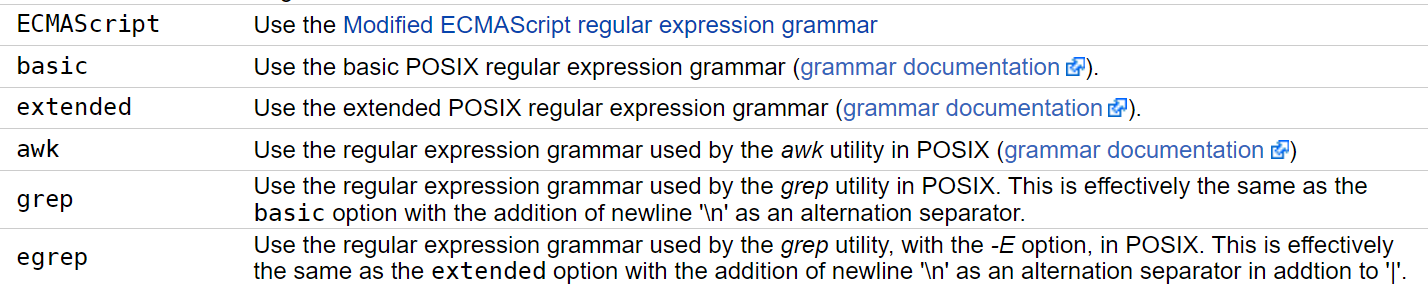 ECMAScript Use the Modified ECMAScript regular expression grammar
basic Use the basic POSIX regular expression grammar (grammar documentation).
extended Use the extended POSIX regular expression grammar (grammar documentation).
awk Use the regular expression grammar used by the awk utility in POSIX (grammar documentation)
grep Use the regular expression grammar used by the grep utility in POSIX. This is effectively the same as the
basic option with the addition of newline '\n' as an alternation separator.
egrep Use the regular expression grammar used by the grep utility, with the -E option, in POSIX. This is effectively
the same as the extended option with the addition of newline '\n' as an alternation separator in addtion to '|'.